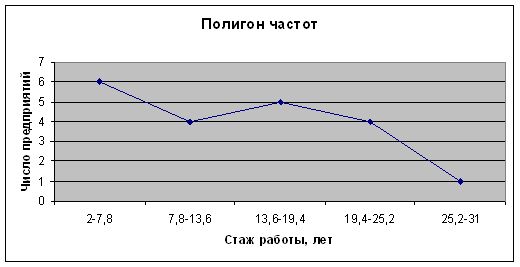 Полигон частот
Число предприятий
7
6
5
4
3
2
1
0
2-7,8 7,8-13,6 13,6-19,4 19,4-25,2 25,2-31
Стаж работы, лет